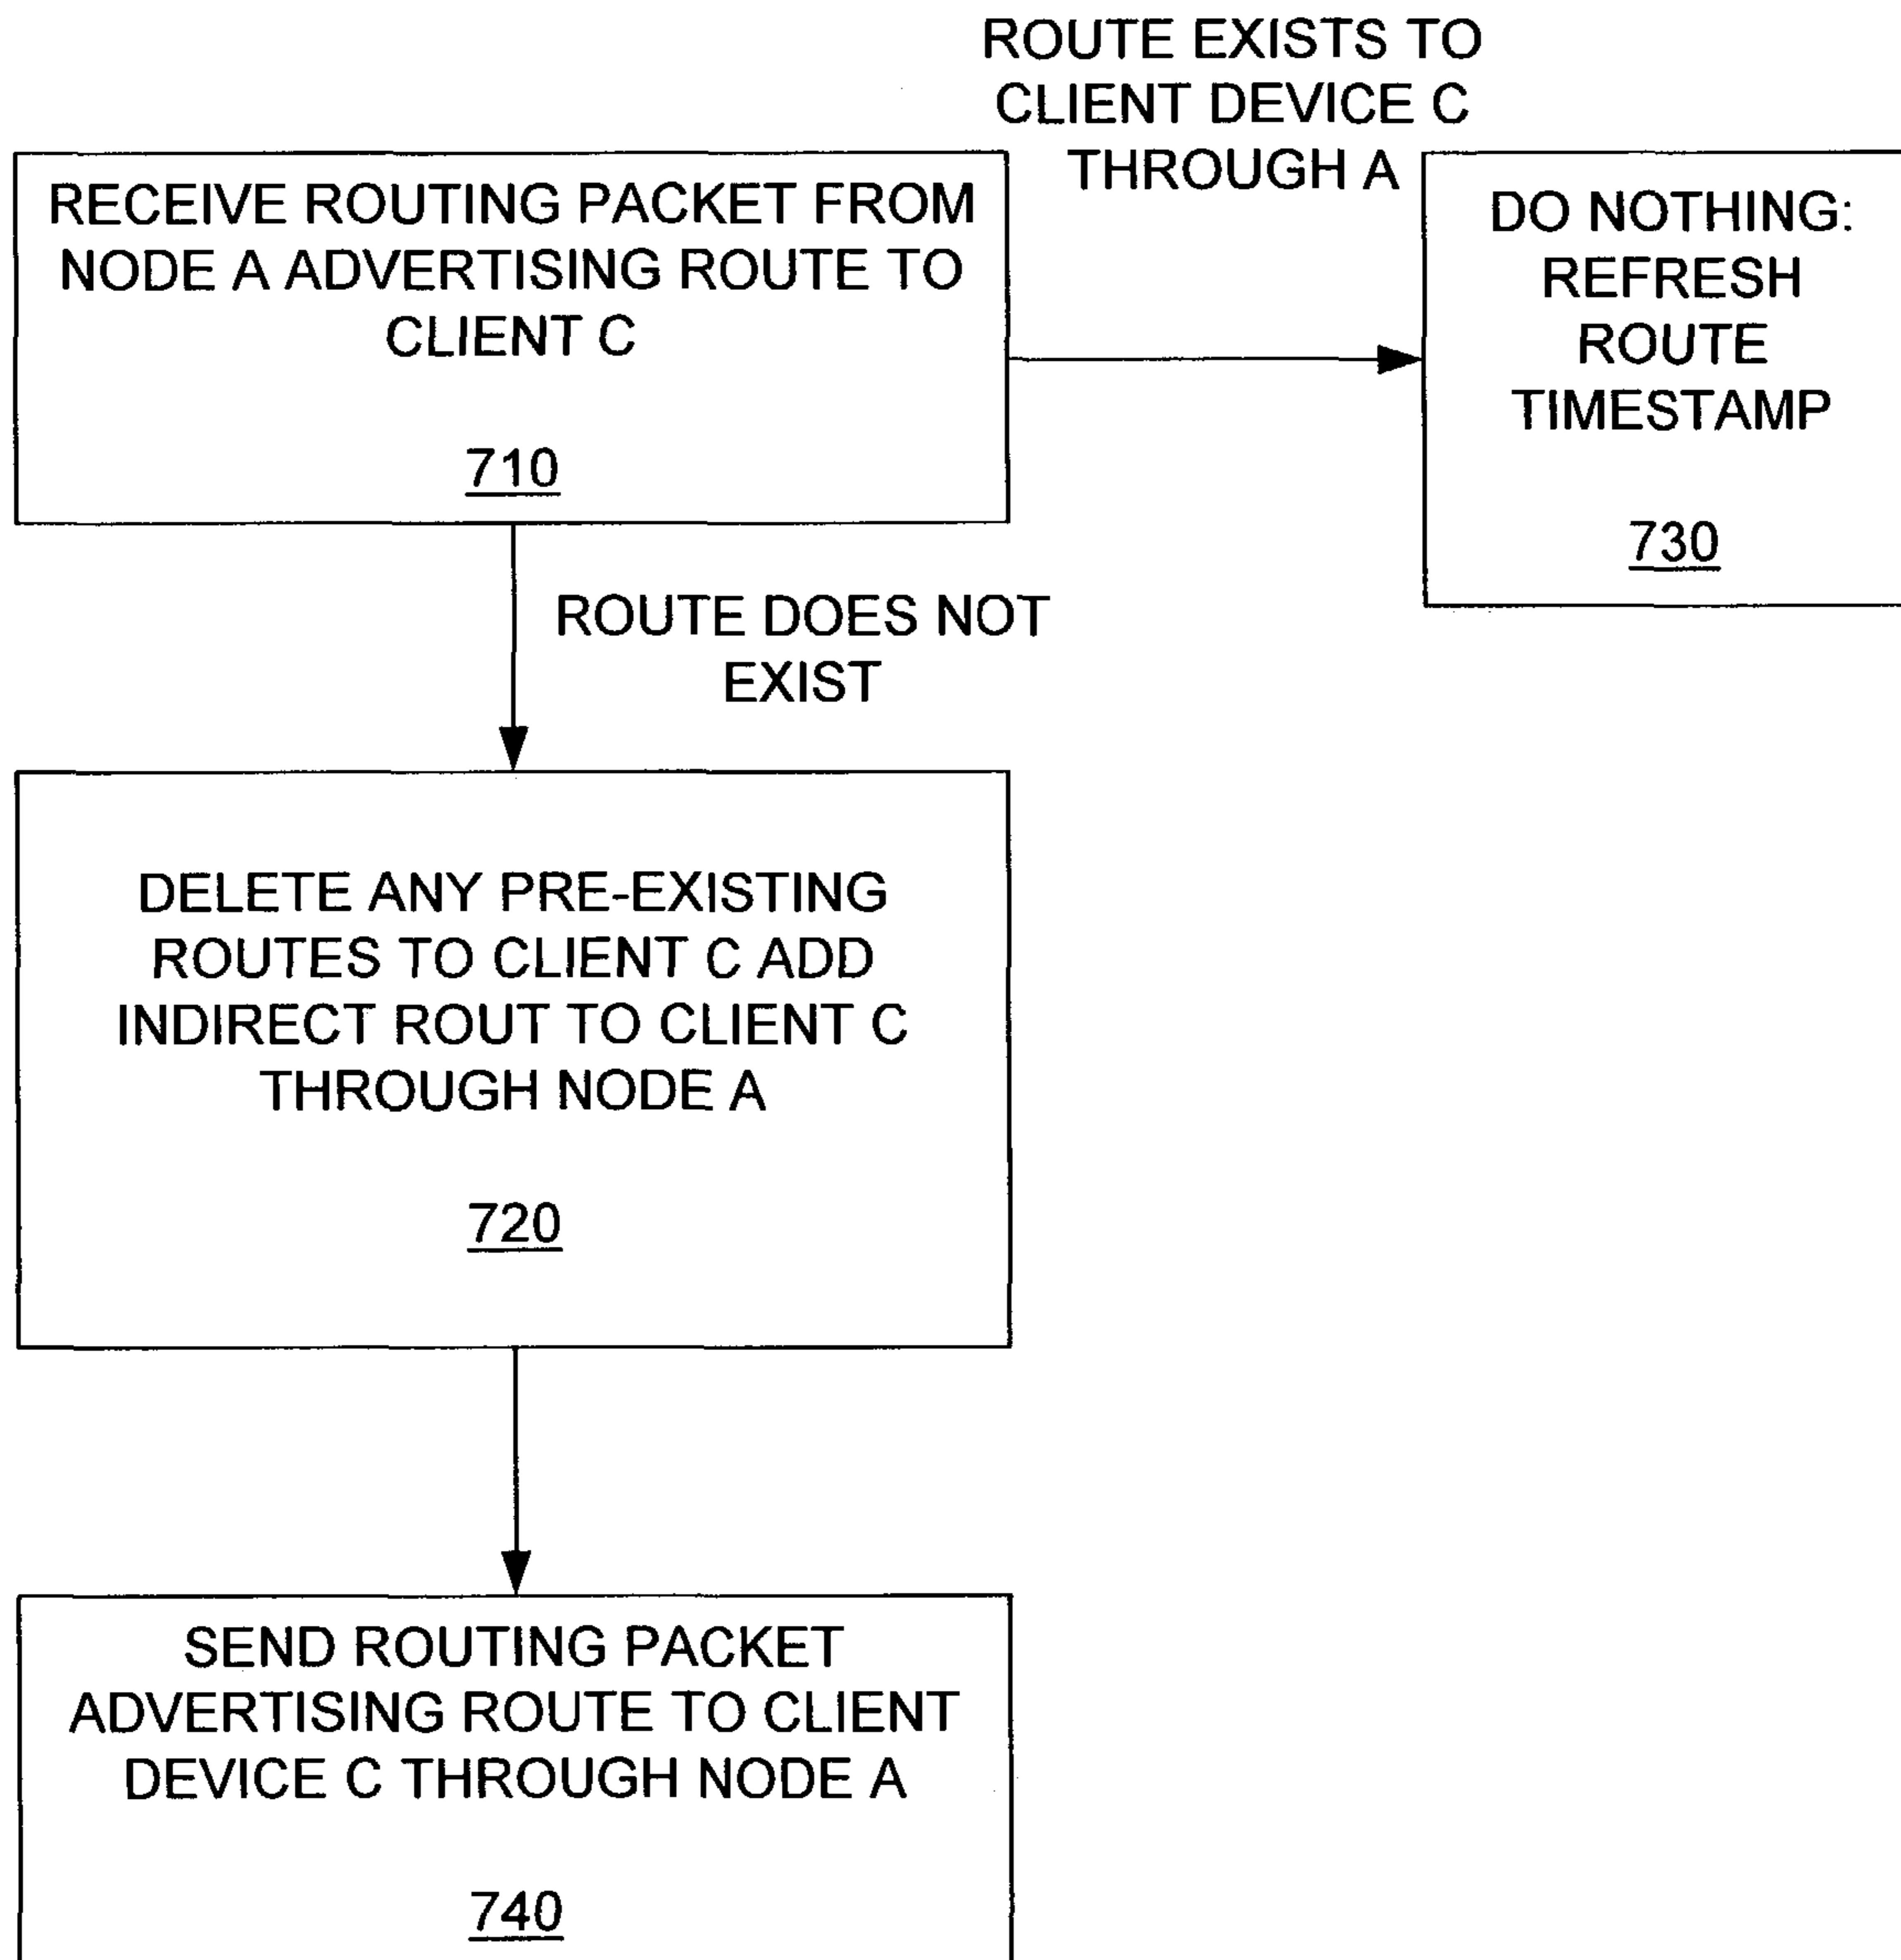 ROUTE EXISTS TO
CLIENT DEVICE C
THROUGH A
RECEIVE ROUTING PACKET FROM
NODE A ADVERTISING ROUTE TO
CLIENT C
710
DO NOTHING:
REFRESH
ROUTE
TIMESTAMP
730
ROUTE DOES NOT
EXIST
DELETE ANY PRE-EXISTING
ROUTES TO CLIENT C ADD
INDIRECT ROUT TO CLIENT C
THROUGH NODE A
720
SEND ROUTING PACKET
ADVERTISING ROUTE TO CLIENT
DEVICE C THROUGH NODE A
740